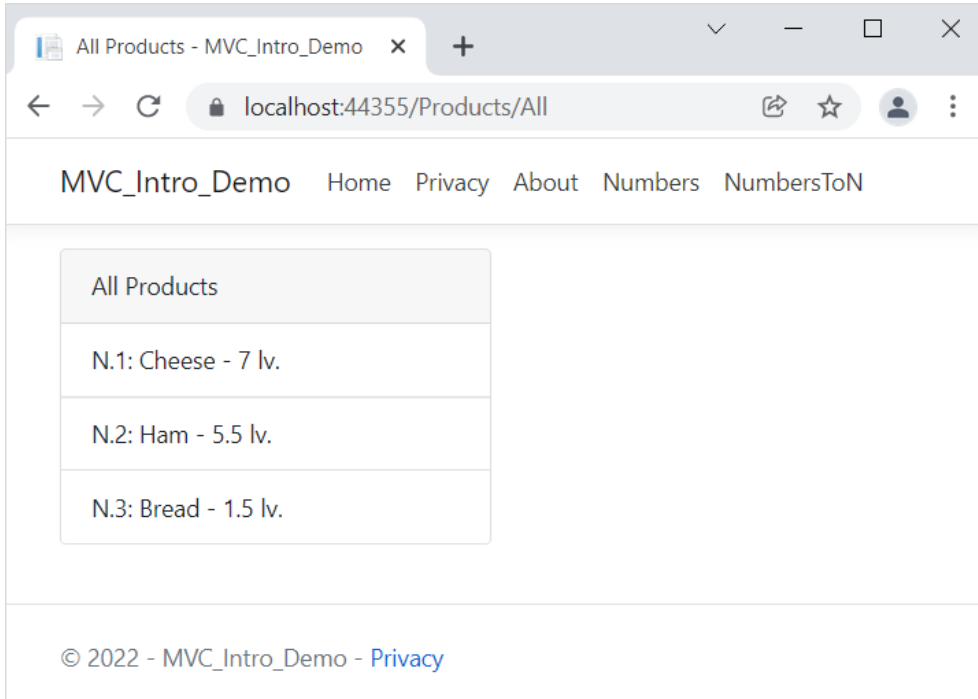 All Products - MVC_Intro_Demo
localhost:44355/Products/All
MVC_Intro_Demo Home Privacy About Numbers NumbersToN
All Products
N.1: Cheese - 7 lv.
N.2: Ham - 5.5 lv.
N.3: Bread - 1.5 lv.
© 2022 - MVC_Intro_Demo - Privacy